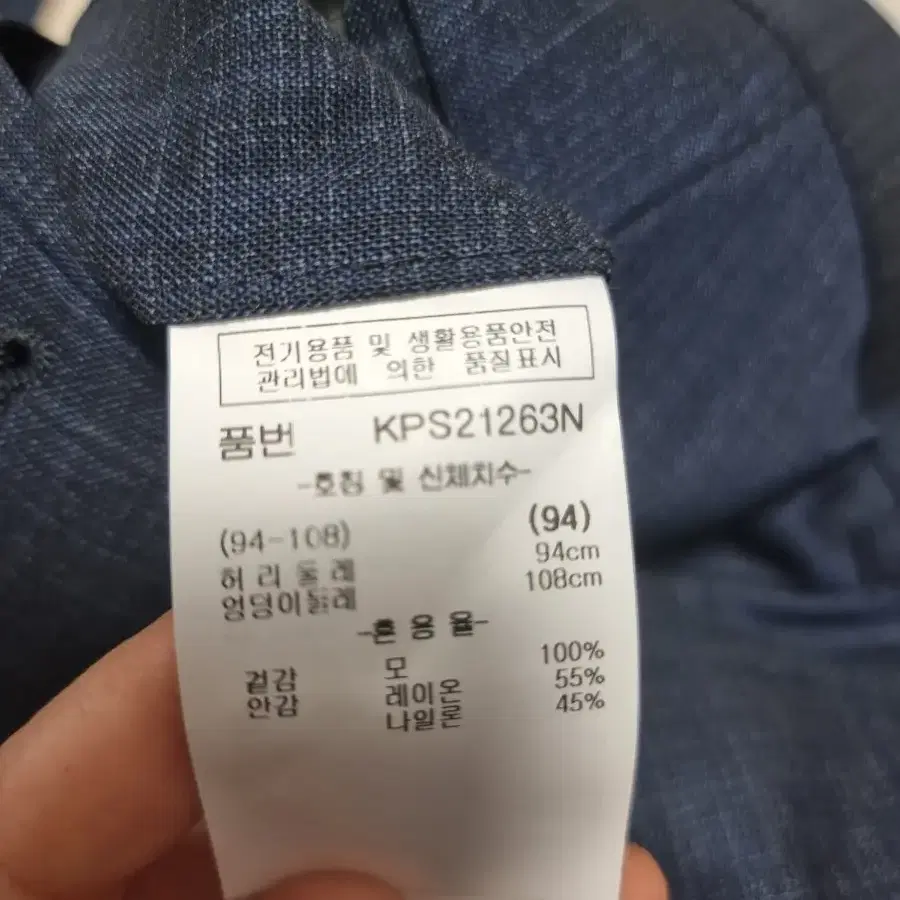 전기용품 및 생활용품안전
관리법에 의한 품질표시
품번 KPS21263N
-호칭 및 신체치수-
(94-108) (94)
허리둘레 94cm
엉덩이둘레 108cm
-혼용율-
겉감 모 100%
안감 레이온 55%
나일론 45%